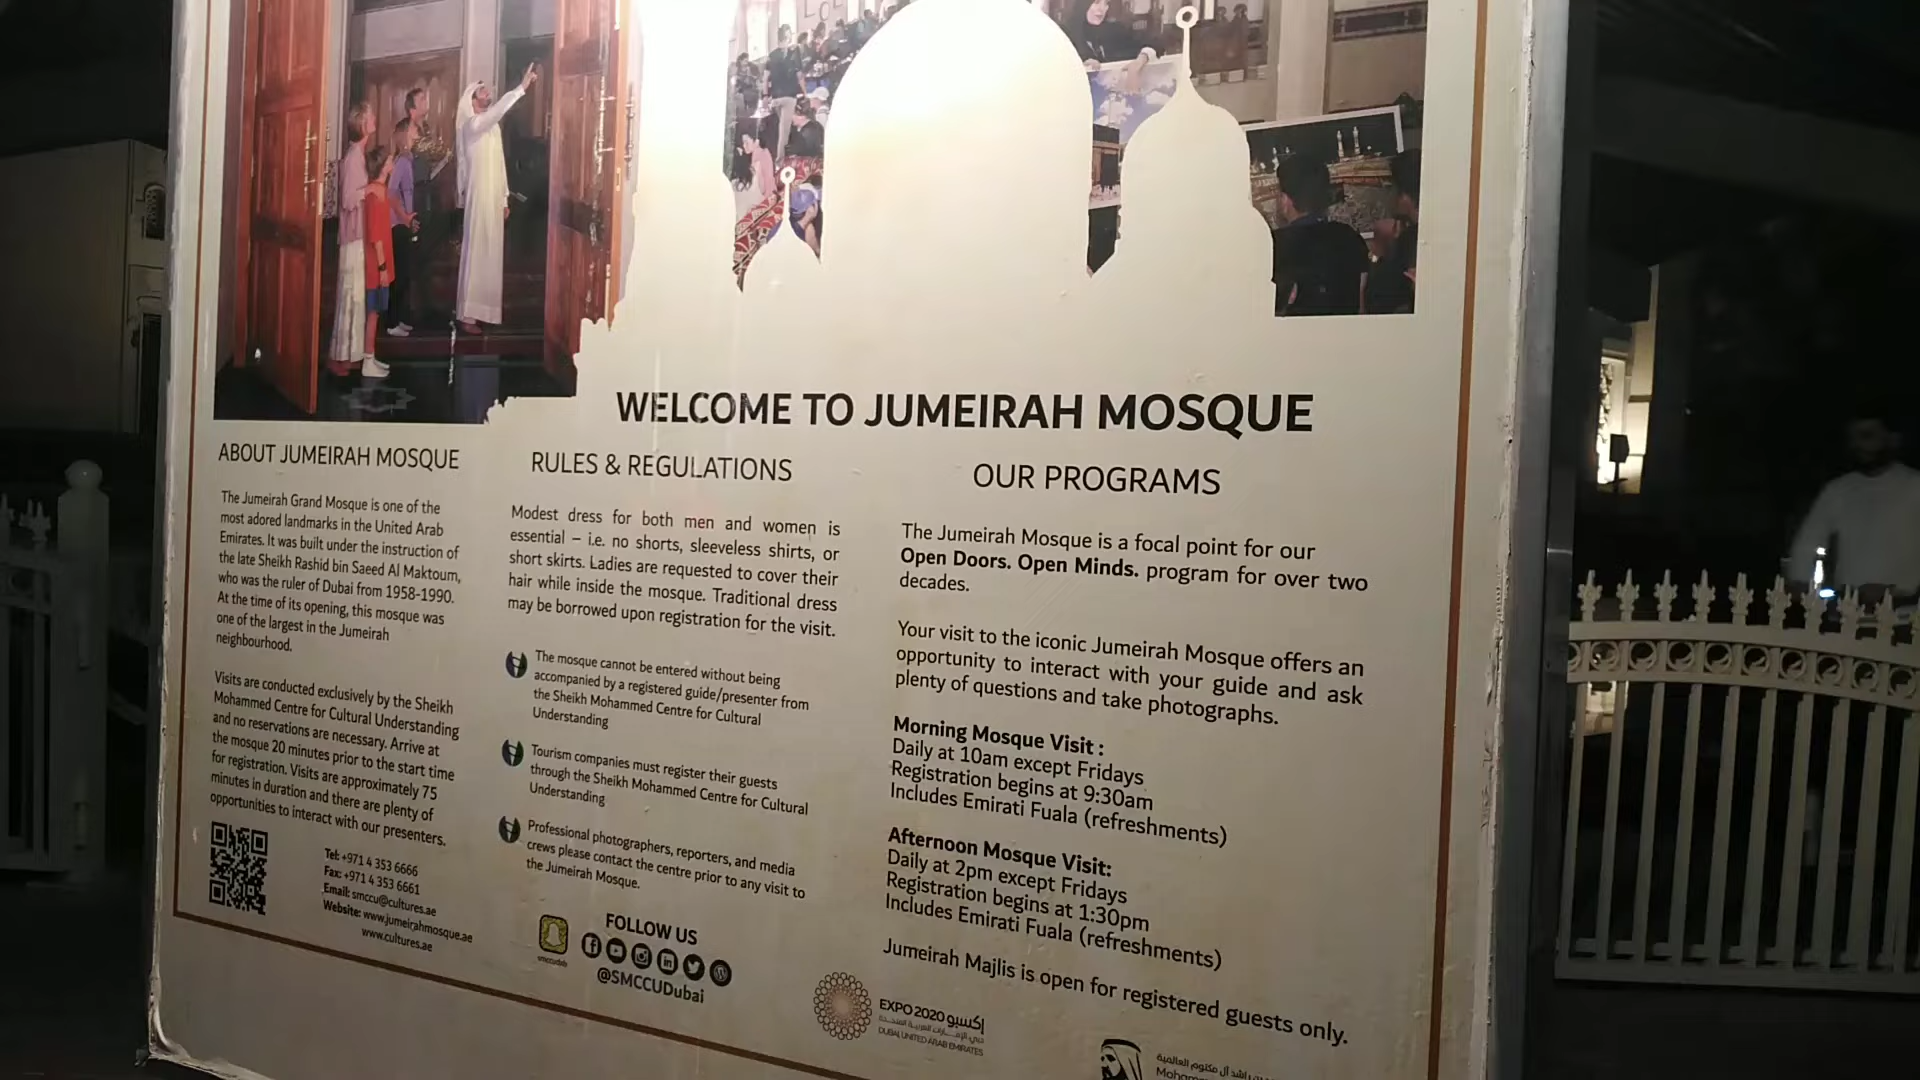 WELCOME TO JUMEIRAH MOSQUE
ABOUT JUMEIRAH MOSQUE
The Jumeirah Grand Mosque is one of the
most adored landmarks in the United Arab
Emirates. It was built under the instruction of
the late Sheikh Rashid bin Saeed Al Maktoum,
who was the ruler of Dubai from 1958-1990.
At the time of its opening, this mosque was
one of the largest in the Jumeirah
neighbourhood.
Visits are conducted exclusively by the Sheikh
Mohammed Centre for Cultural Understanding
and no reservations are necessary. Arrive at
the mosque 20 minutes prior to the start time
for registration. Visits are approximately 75
minutes in duration and there are plenty of
opportunities to interact with our presenters.
Tel: +971 4 353 6666
Fax: +971 4 353 6661
Email: smccu@cultures.ae
Website: www.jumeirahmosque.ae
www.cultures.ae
RULES & REGULATIONS
Modest dress for both men and women is
essential – i.e. no shorts, sleeveless shirts, or
short skirts. Ladies are requested to cover their
hair while inside the mosque. Traditional dress
may be borrowed upon registration for the visit.
The mosque cannot be entered without being
accompanied by a registered guide/presenter from
the Sheikh Mohammed Centre for Cultural
Understanding
Tourism companies must register their guests
through the Sheikh Mohammed Centre for Cultural
Understanding
Professional photographers, reporters, and media
crews please contact the centre prior to any visit to
the Jumeirah Mosque.
FOLLOW US
@SMCCUDubai
OUR PROGRAMS
The Jumeirah Mosque is a focal point for our
Open Doors. Open Minds. program for over two
decades.
Your visit to the iconic Jumeirah Mosque offers an
opportunity to interact with your guide and ask
plenty of questions and take photographs.
Morning Mosque Visit :
Daily at 10am except Fridays
Registration begins at 9:30am
Includes Emirati Fuala (refreshments)
Afternoon Mosque Visit:
Daily at 2pm except Fridays
Registration begins at 1:30pm
Includes Emirati Fuala (refreshments)
Jumeirah Majlis is open for registered guests only.
EXPO 2020 إكسبو
DUBAI, UNITED ARAB EMIRATES
راشد آل مكتوم العالمية